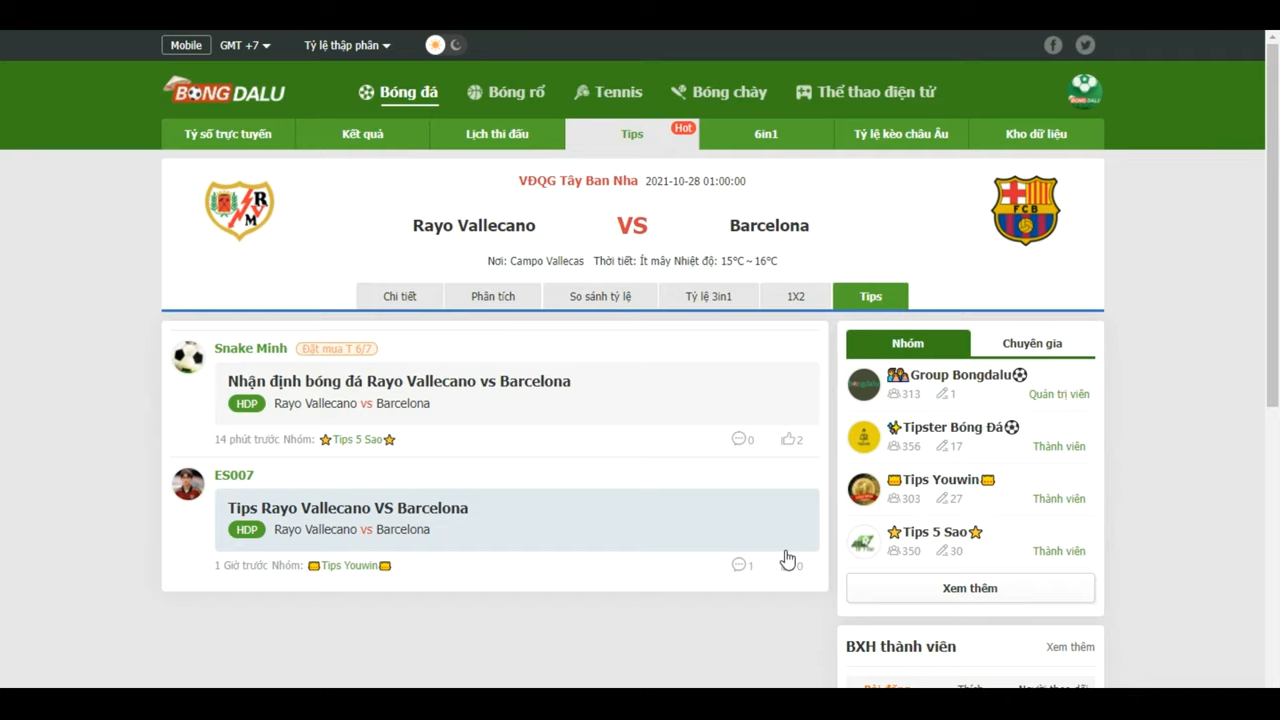 Mobile GMT +7 Tỷ lệ thập phân
BONG DALU Bóng đá Bóng rổ Tennis Bóng chày Thể thao điện tử
BONG DALU
Tỷ số trực tuyến Kết quả Lịch thi đấu Tips Hot 6in1 Tỷ lệ kèo châu Âu Kho dữ liệu
VĐQG Tây Ban Nha 2021-10-28 01:00:00
Rayo Vallecano VS Barcelona
R V M
FCB
Nơi: Campo Vallecas Thời tiết: Ít mây Nhiệt độ: 15℃～16℃
Chi tiết Phân tích So sánh tỷ lệ Tỷ lệ 3in1 1X2 Tips
Snake Minh Đặt mua T 6/7
Nhận định bóng đá Rayo Vallecano vs Barcelona
HDP Rayo Vallecano vs Barcelona
14 phút trước Nhóm: ⭐Tips 5 Sao⭐ 0 2
ES007
Tips Rayo Vallecano VS Barcelona
HDP Rayo Vallecano vs Barcelona
1 Giờ trước Nhóm: Tips Youwin 1 0
Nhóm Chuyên gia
Group Bongdalu⚽
313 1 Quản trị viên
✨Tipster Bóng Đá⚽
356 17 Thành viên
Tips Youwin
303 27 Thành viên
⭐Tips 5 Sao⭐
350 30 Thành viên
Xem thêm
BXH thành viên Xem thêm